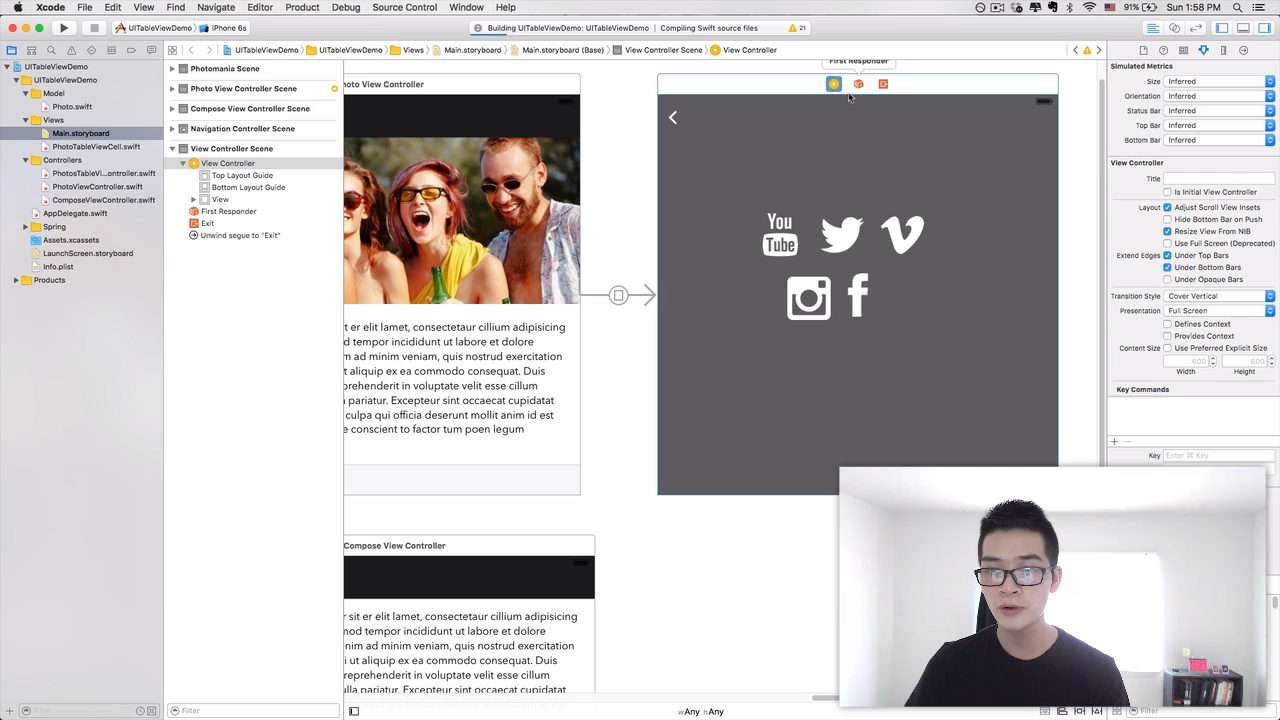 Xcode File Edit View Find Navigate Editor Product Debug Source Control Window Help
91% Sun 1:58 PM
UITableViewDemo iPhone 6s
Building UITableViewDemo: UITableViewDemo Compiling Swift source files 21
UITableViewDemo UITableViewDemo Views Main.storyboard Main.storyboard (Base) View Controller Scene View Controller
UITableViewDemo
UITableViewDemo
Model
Photo.swift
Views
Main.storyboard
PhotoTableViewCell.swift
Controllers
PhotosTableVi...ontroller.swift
PhotoViewController.swift
ComposeViewController.swift
AppDelegate.swift
Spring
Assets.xcassets
LaunchScreen.storyboard
Info.plist
Products
Filter
Photomania Scene
Photo View Controller Scene
Compose View Controller Scene
Navigation Controller Scene
View Controller Scene
View Controller
Top Layout Guide
Bottom Layout Guide
View
First Responder
Exit
Unwind segue to "Exit"
Filter
hoto View Controller
it er elit lamet, consectetaur cillium adipisicing
m ad minim veniam, quis nostrud exercitation
prehenderit in voluptate velit esse cillum
a pariatur. Excepteur sint occaecat cupidatat
culpa qui officia deserunt mollit anim id est
e conscient to factor tum poen legum
First Responder
You
Tube
Compose View Controller
r sit er elit lamet, consectetaur cillium adipisicing
mod tempor incididunt ut labore et dolore
nim ad minim veniam, quis nostrud exercitation
i ut aliquip ex ea commodo consequat. Duis
reprehenderit in voluptate velit esse cillum
ulla pariatur. Excepteur sint occaecat cupidatat
wAny hAny
Simulated Metrics
Size Inferred
Orientation Inferred
Status Bar Inferred
Top Bar Inferred
Bottom Bar Inferred
View Controller
Title
Is Initial View Controller
Layout Adjust Scroll View Insets
Hide Bottom Bar on Push
Resize View From NIB
Use Full Screen (Deprecated)
Extend Edges Under Top Bars
Under Bottom Bars
Under Opaque Bars
Transition Style Cover Vertical
Presentation Full Screen
Defines Context
Provides Context
Content Size Use Preferred Explicit Size
600 600
Width Height
Key Commands
Key Enter ⌘ Key
Filter